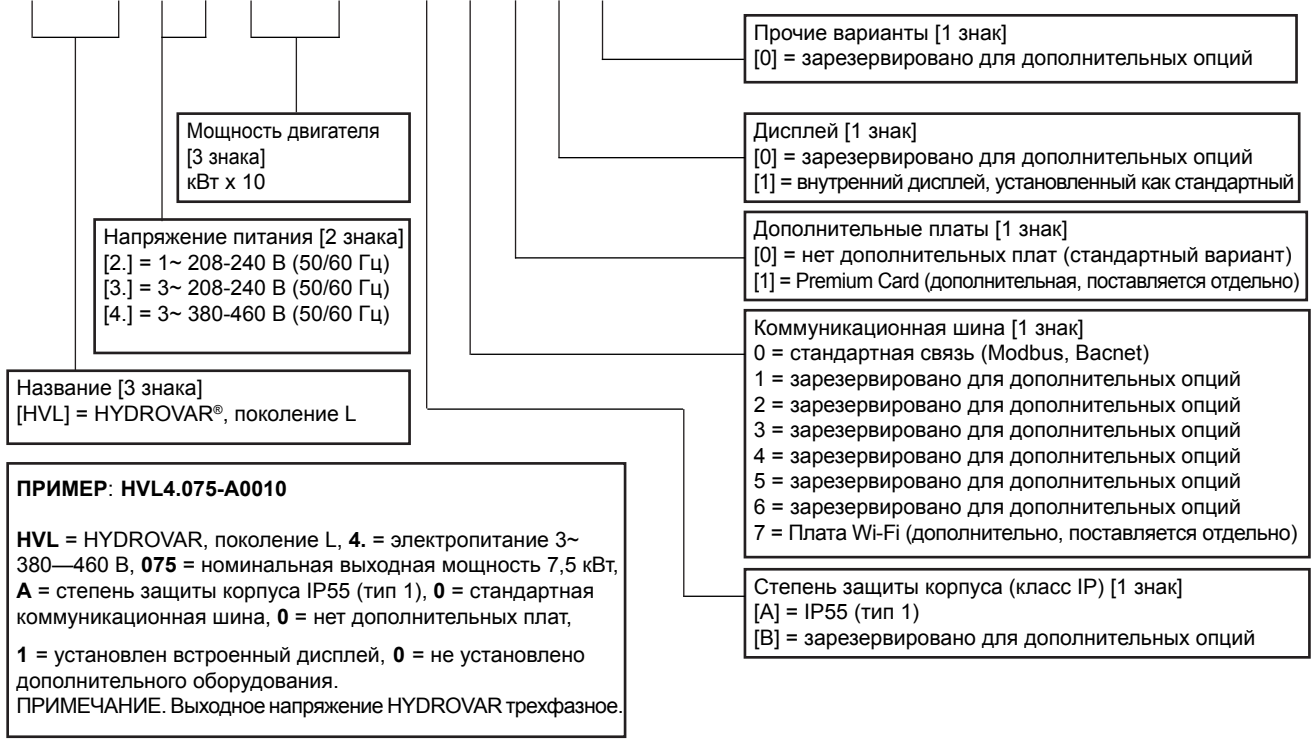 Прочие варианты [1 знак]
[0] = зарезервировано для дополнительных опций
Мощность двигателя
[3 знака]
кВт x 10
Дисплей [1 знак]
[0] = зарезервировано для дополнительных опций
[1] = внутренний дисплей, установленный как стандартный
Напряжение питания [2 знака]
[2.] = 1~ 208-240 В (50/60 Гц)
[3.] = 3~ 208-240 В (50/60 Гц)
[4.] = 3~ 380-460 В (50/60 Гц)
Дополнительные платы [1 знак]
[0] = нет дополнительных плат (стандартный вариант)
[1] = Premium Card (дополнительная, поставляется отдельно)
Название [3 знака]
[HVL] = HYDROVAR®, поколение L
Коммуникационная шина [1 знак]
0 = стандартная связь (Modbus, Bacnet)
1 = зарезервировано для дополнительных опций
2 = зарезервировано для дополнительных опций
3 = зарезервировано для дополнительных опций
4 = зарезервировано для дополнительных опций
5 = зарезервировано для дополнительных опций
6 = зарезервировано для дополнительных опций
7 = Плата Wi-Fi (дополнительно, поставляется отдельно)
ПРИМЕР: HVL4.075-A0010
HVL = HYDROVAR, поколение L, 4. = электропитание 3~
380—460 В, 075 = номинальная выходная мощность 7,5 кВт,
A = степень защиты корпуса IP55 (тип 1), 0 = стандартная
коммуникационная шина, 0 = нет дополнительных плат,
1 = установлен встроенный дисплей, 0 = не установлено
дополнительного оборудования.
ПРИМЕЧАНИЕ. Выходное напряжение HYDROVAR трехфазное.
Степень защиты корпуса (класс IP) [1 знак]
[A] = IP55 (тип 1)
[B] = зарезервировано для дополнительных опций